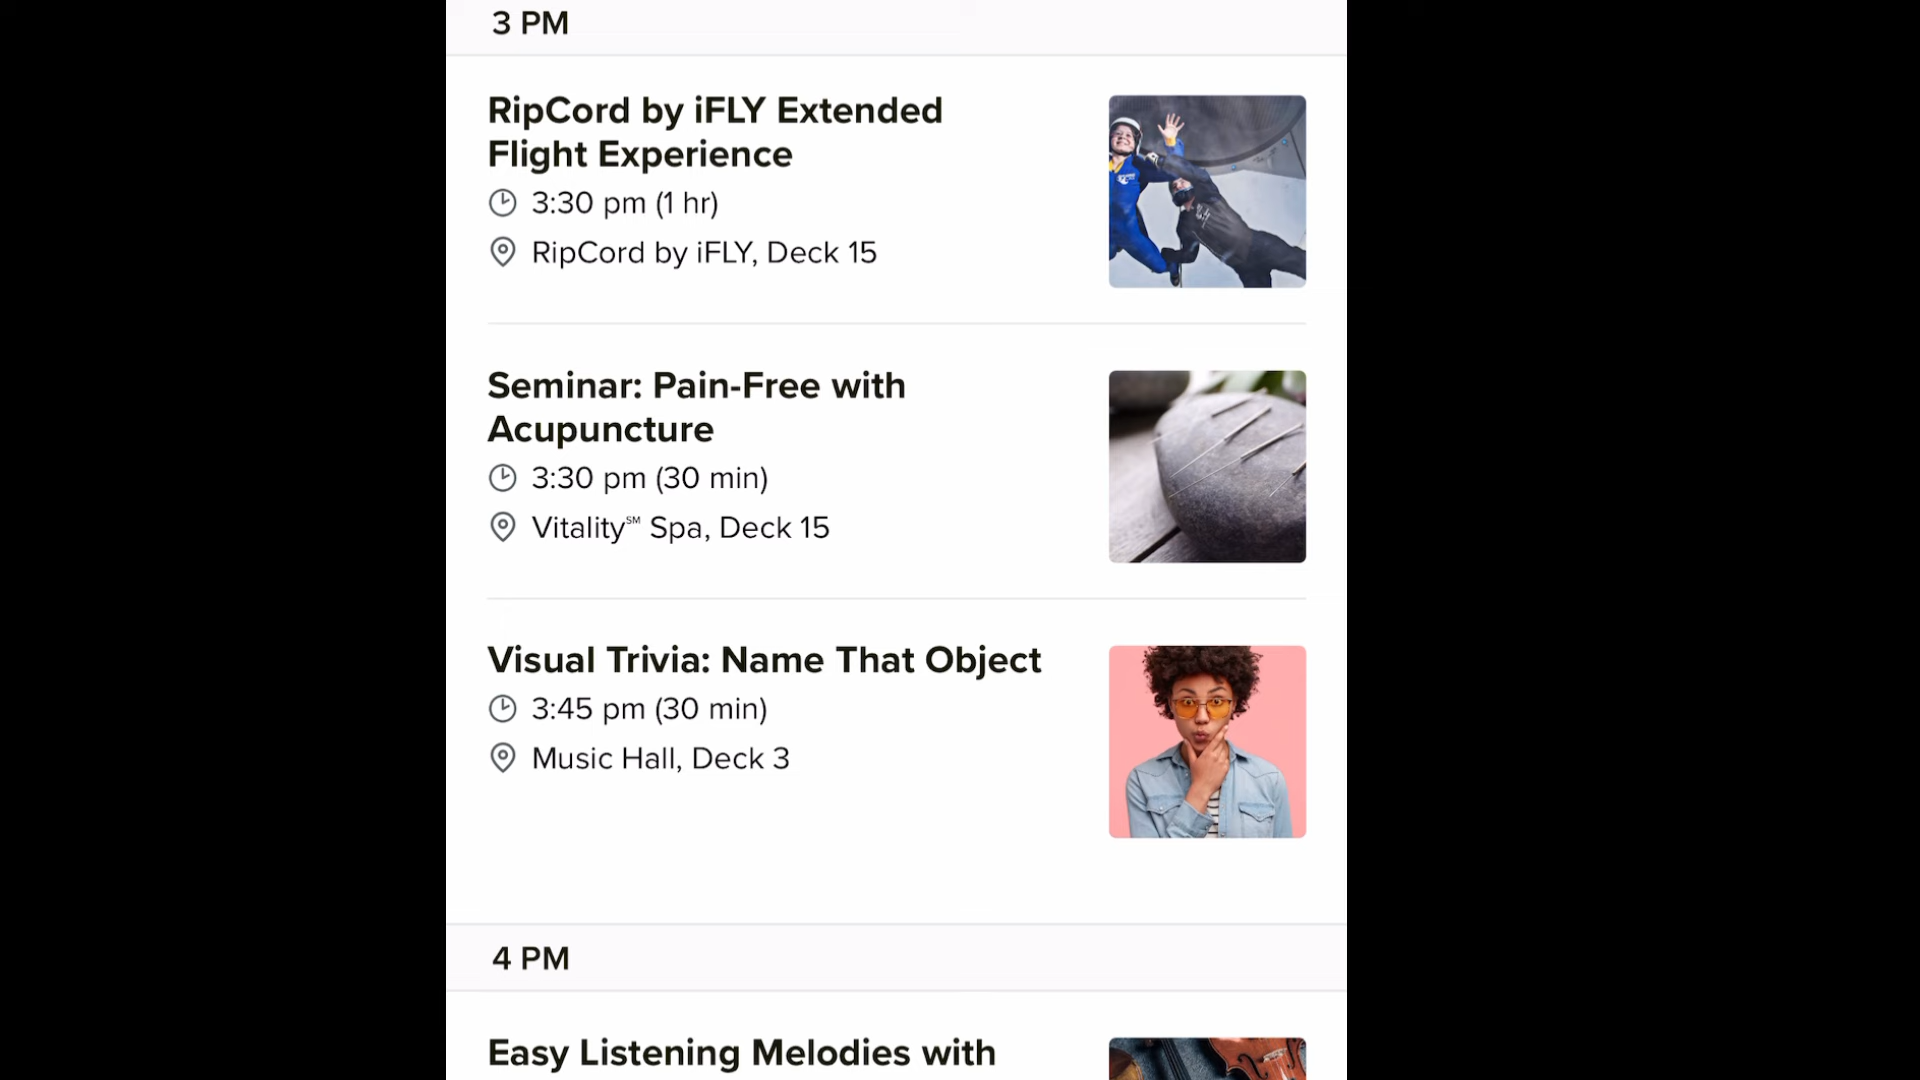 3 PM
RipCord by iFLY Extended
Flight Experience
3:30 pm (1 hr)
RipCord by iFLY, Deck 15
Seminar: Pain-Free with
Acupuncture
3:30 pm (30 min)
Vitality℠ Spa, Deck 15
Visual Trivia: Name That Object
3:45 pm (30 min)
Music Hall, Deck 3
4 PM
Easy Listening Melodies with